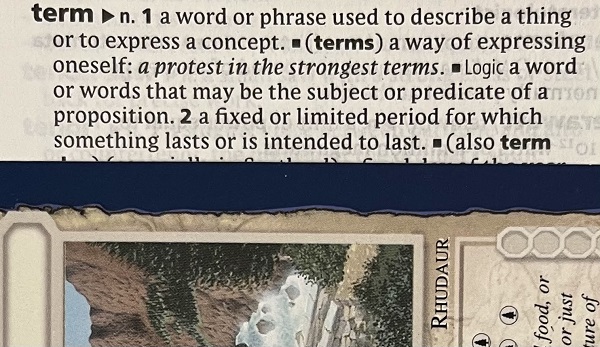 term ▶ n. 1 a word or phrase used to describe a thing
or to express a concept. ▪ (terms) a way of expressing
oneself: a protest in the strongest terms. ▪ Logic a word
or words that may be the subject or predicate of a
proposition. 2 a fixed or limited period for which
something lasts or is intended to last. ▪ (also term
RHUDAUR
food, or
or just
ture of